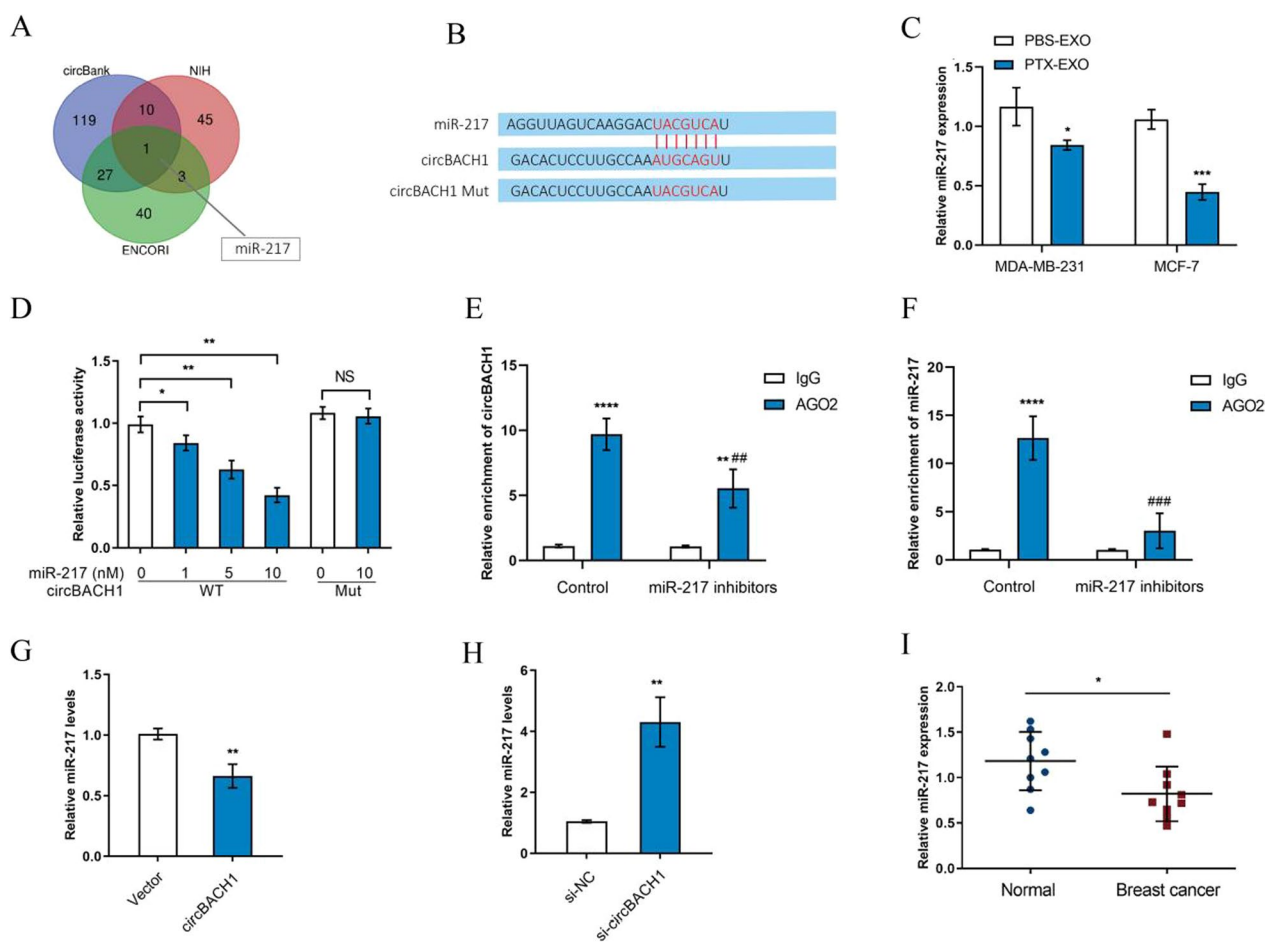 A
circBank
NIH
119
10
45
1
27
3
40
ENCORI
miR-217
B
miR-217 AGGUUAGUCAAGGACUACGUCAU
circBACH1 GACACUCCUUGCCAAAUGCAGUU
circBACH1 Mut GACACUCCUUGCCAAUACGUCAU
C
PBS-EXO
PTX-EXO
Relative miR-217 expression
1.5
1.0
0.5
0.0
*
***
MDA-MB-231 MCF-7
D
Relative luciferase activity
1.5
1.0
0.5
0.0
**
**
*
NS
miR-217 (nM) 0 1 5 10 0 10
circBACH1 WT Mut
E
Relative enrichment of circBACH1
15
10
5
0
****
** ##
IgG
AGO2
Control miR-217 inhibitors
F
Relative enrichment of miR-217
20
15
10
5
0
****
###
IgG
AGO2
Control miR-217 inhibitors
G
Relative miR-217 levels
1.5
1.0
0.5
0.0
**
Vector circBACH1
H
Relative miR-217 levels
6
4
2
0
**
si-NC si-circBACH1
I
Relative miR-217 expression
2.0
1.5
1.0
0.5
0.0
*
Normal Breast cancer